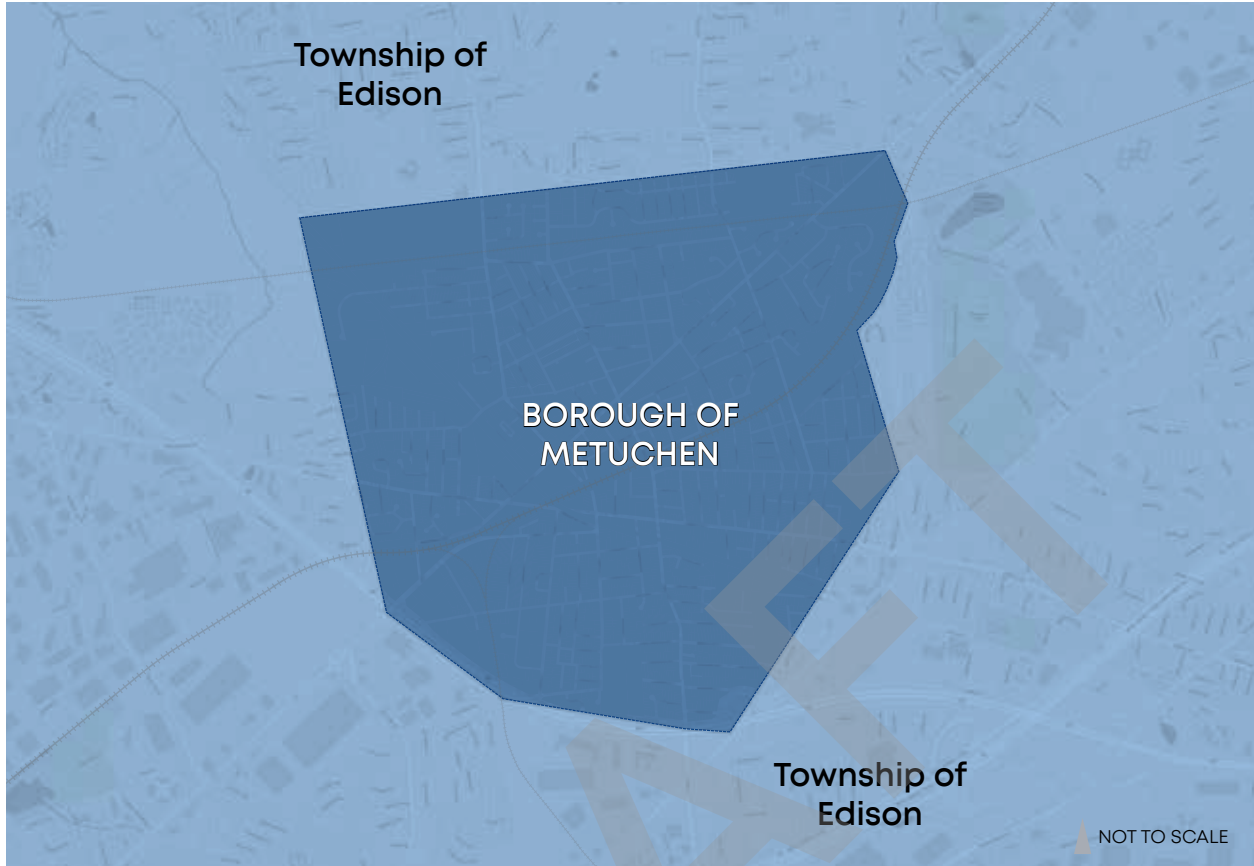 Township of
Edison
BOROUGH OF
METUCHEN
Township of
Edison
NOT TO SCALE